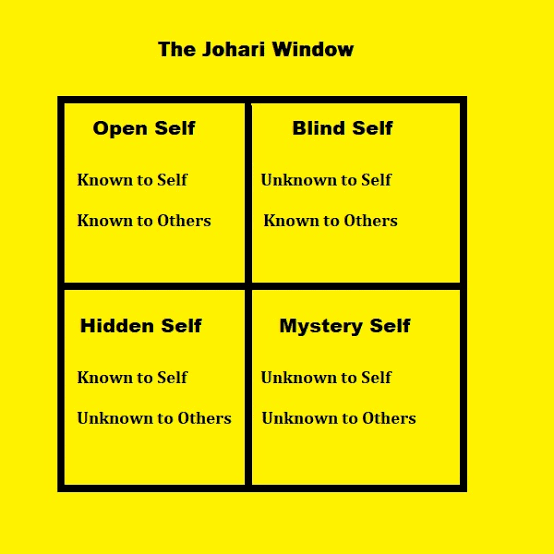 The Johari Window
Open Self
Known to Self
Known to Others
Blind Self
Unknown to Self
Known to Others
Hidden Self
Known to Self
Unknown to Others
Mystery Self
Unknown to Self
Unknown to Others